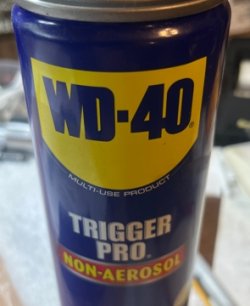 WD-40®
MULTI-USE PRODUCT
TRIGGER
PRO®
NON-AEROSOL